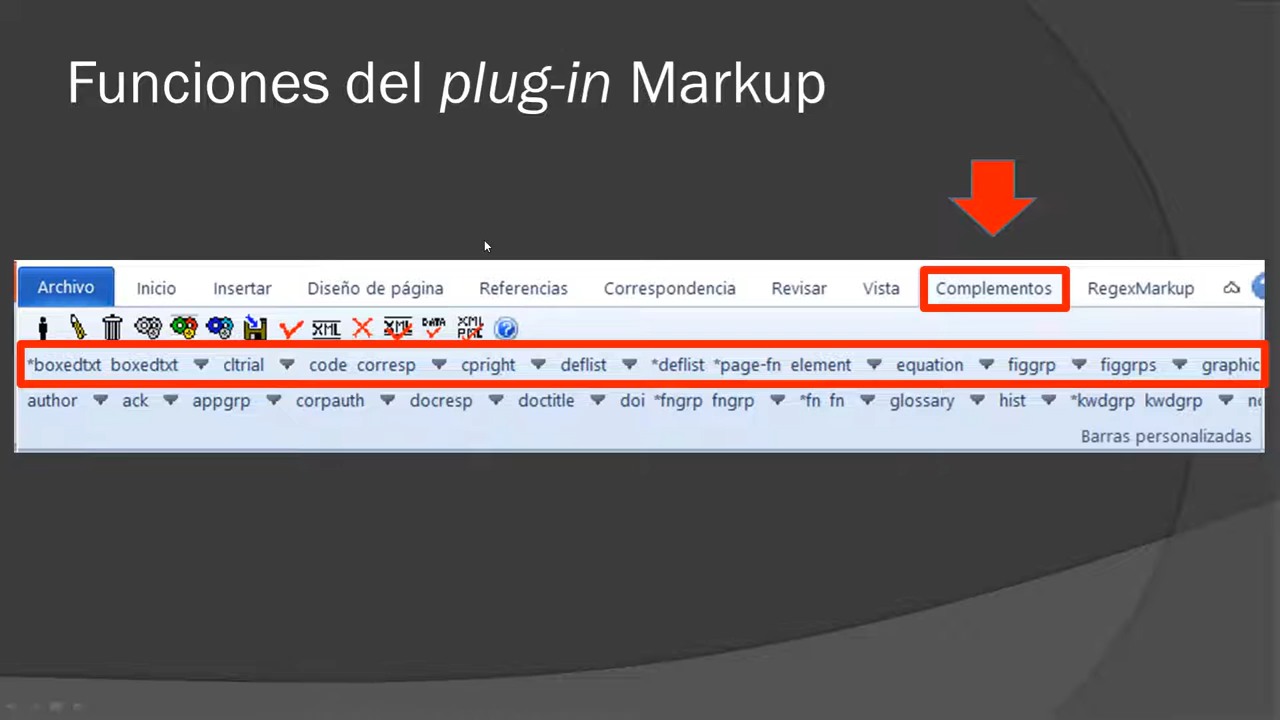 Funciones del plug-in Markup
Archivo Inicio Insertar Diseño de página Referencias Correspondencia Revisar Vista Complementos RegexMarkup
XML XML DATA XML PMC
*boxedtxt boxedtxt cltrial code corresp cpright deflist *deflist *page-fn element equation figgrp figgrps graphic
author ack appgrp corpauth docresp doctitle doi *fngrp fngrp *fn fn glossary hist *kwdgrp kwdgrp
Barras personalizadas